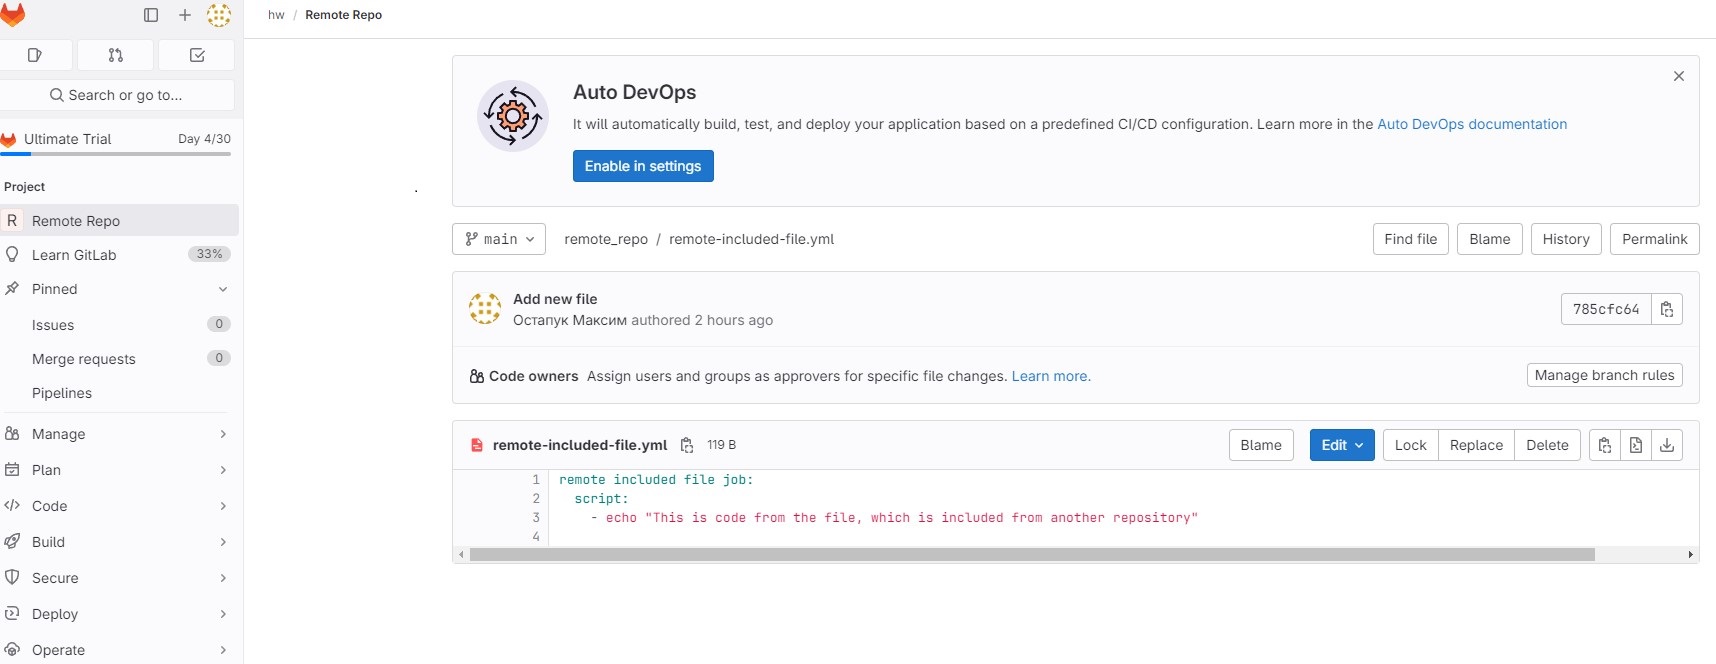 hw / Remote Repo
Search or go to...
Ultimate Trial Day 4/30
Project
R Remote Repo
Learn GitLab 33%
Pinned
Issues 0
Merge requests 0
Pipelines
Manage
Plan
Code
Build
Secure
Deploy
Operate
Auto DevOps
It will automatically build, test, and deploy your application based on a predefined CI/CD configuration. Learn more in the Auto DevOps documentation
Enable in settings
main remote_repo / remote-included-file.yml Find file Blame History Permalink
Add new file
Остапук Максим authored 2 hours ago 785cfc64
Code owners Assign users and groups as approvers for specific file changes. Learn more. Manage branch rules
remote-included-file.yml 119 B Blame Edit Lock Replace Delete
1 remote included file job:
2 script:
3 - echo "This is code from the file, which is included from another repository"
4